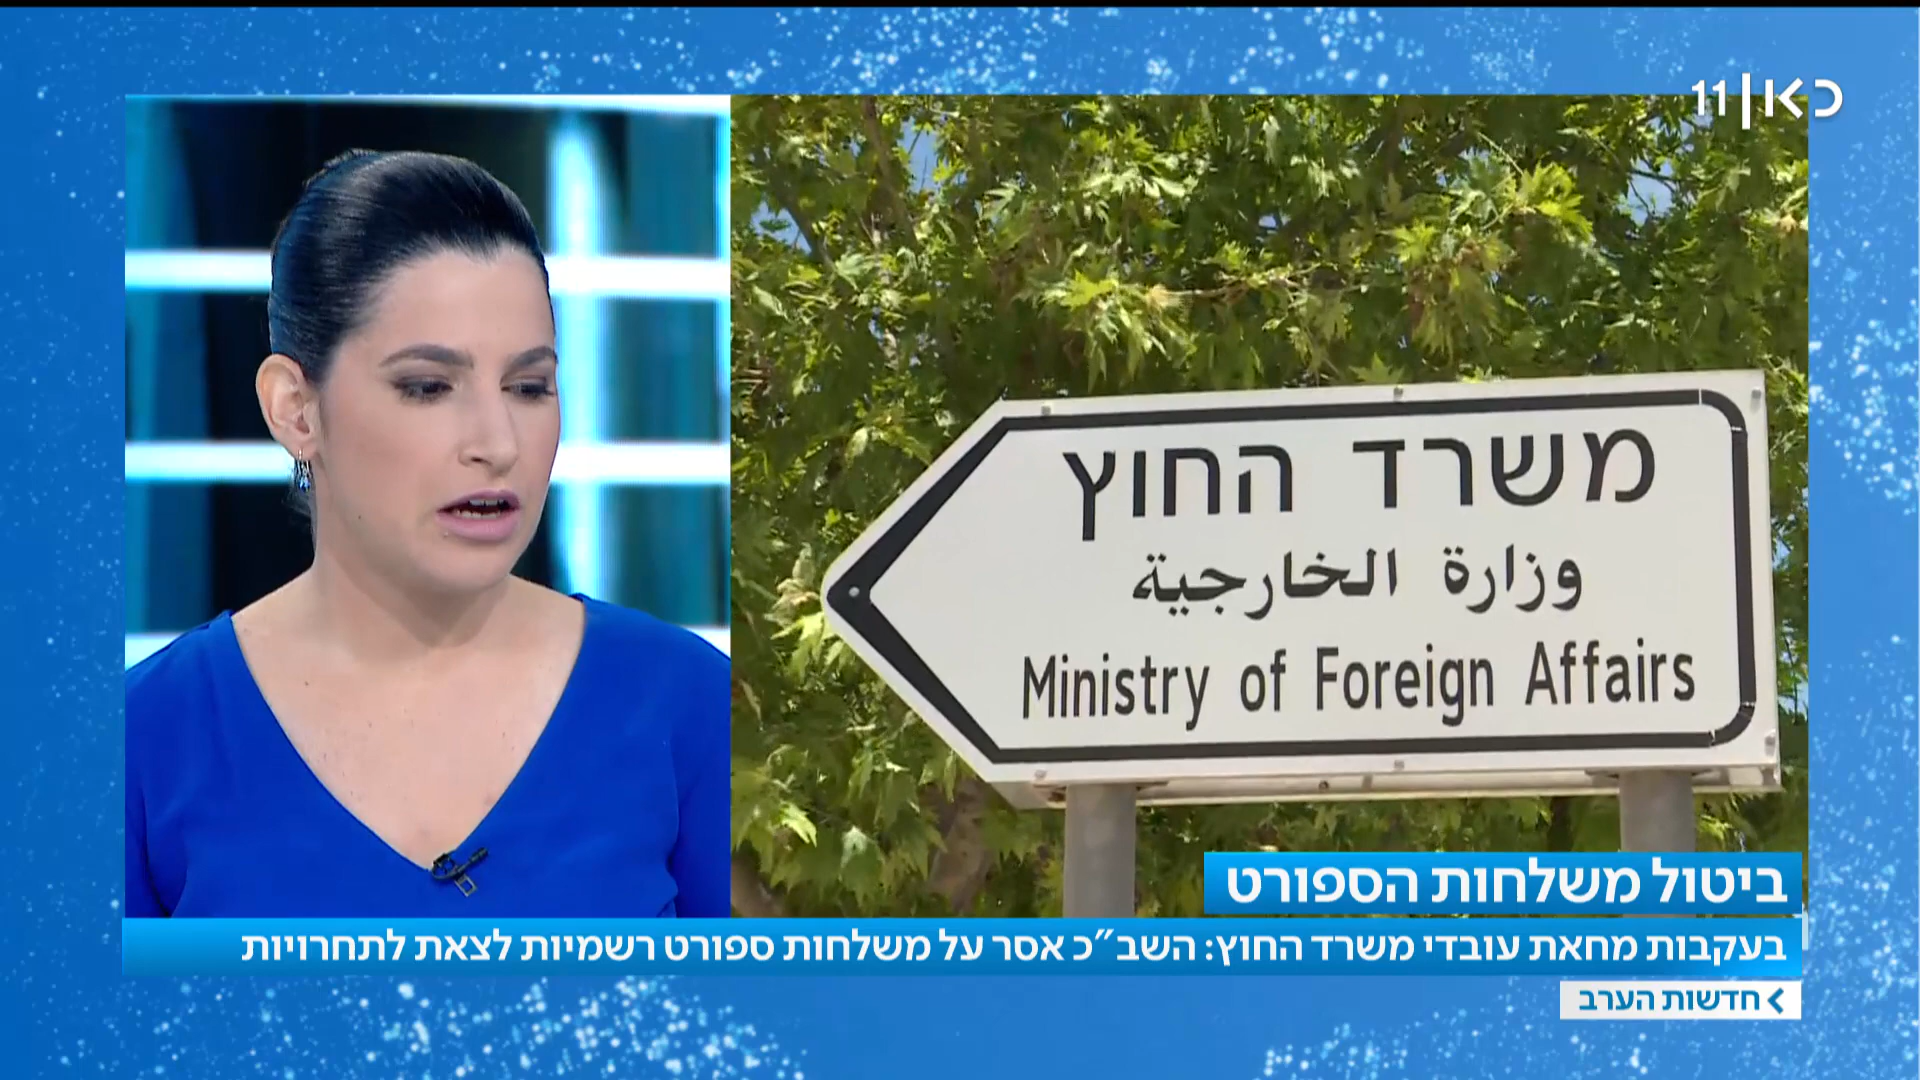 כאן 11
משרד החוץ
وزارة الخارجية
Ministry of Foreign Affairs
ביטול משלחות הספורט
בעקבות מחאת עובדי משרד החוץ: השב"כ אסר על משלחות ספורט רשמיות לצאת לתחרויות
חדשות הערב